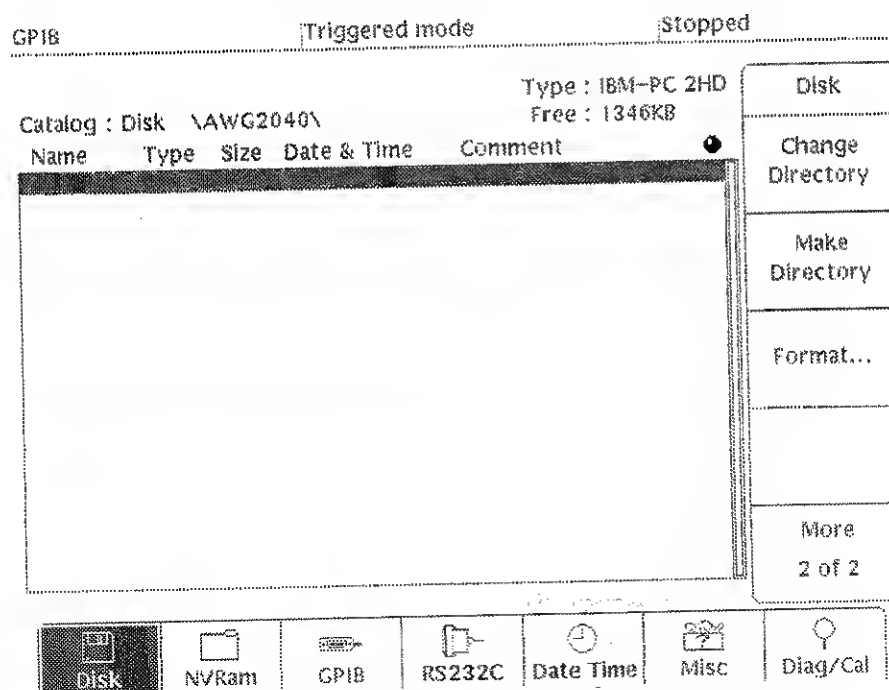 GPIB Triggered mode Stopped
Type : IBM-PC 2HD
Catalog : Disk \AWG2040\ Free : 1346KB
Name Type Size Date & Time Comment
Disk
Change
Directory
Make
Directory
Format...
More
2 of 2
Disk NVRam GPIB RS232C Date Time Misc Diag/Cal